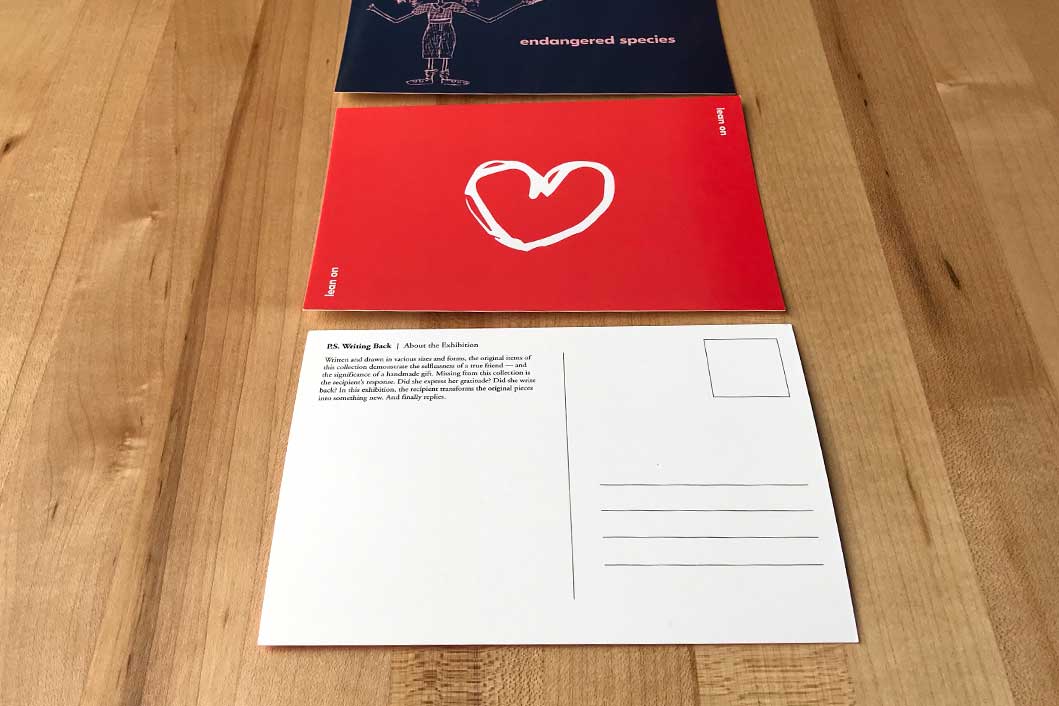 endangered species
lean on
lean on
P.S. Writing Back | About the Exhibition
Written and drawn in various sizes and forms, the original items of
this collection demonstrate the selflessness of a true friend — and
the significance of a handmade gift. Missing from this collection is
the recipient's response. Did she express her gratitude? Did she write
back? In this exhibition, the recipient transforms the original pieces
into something new. And finally replies.